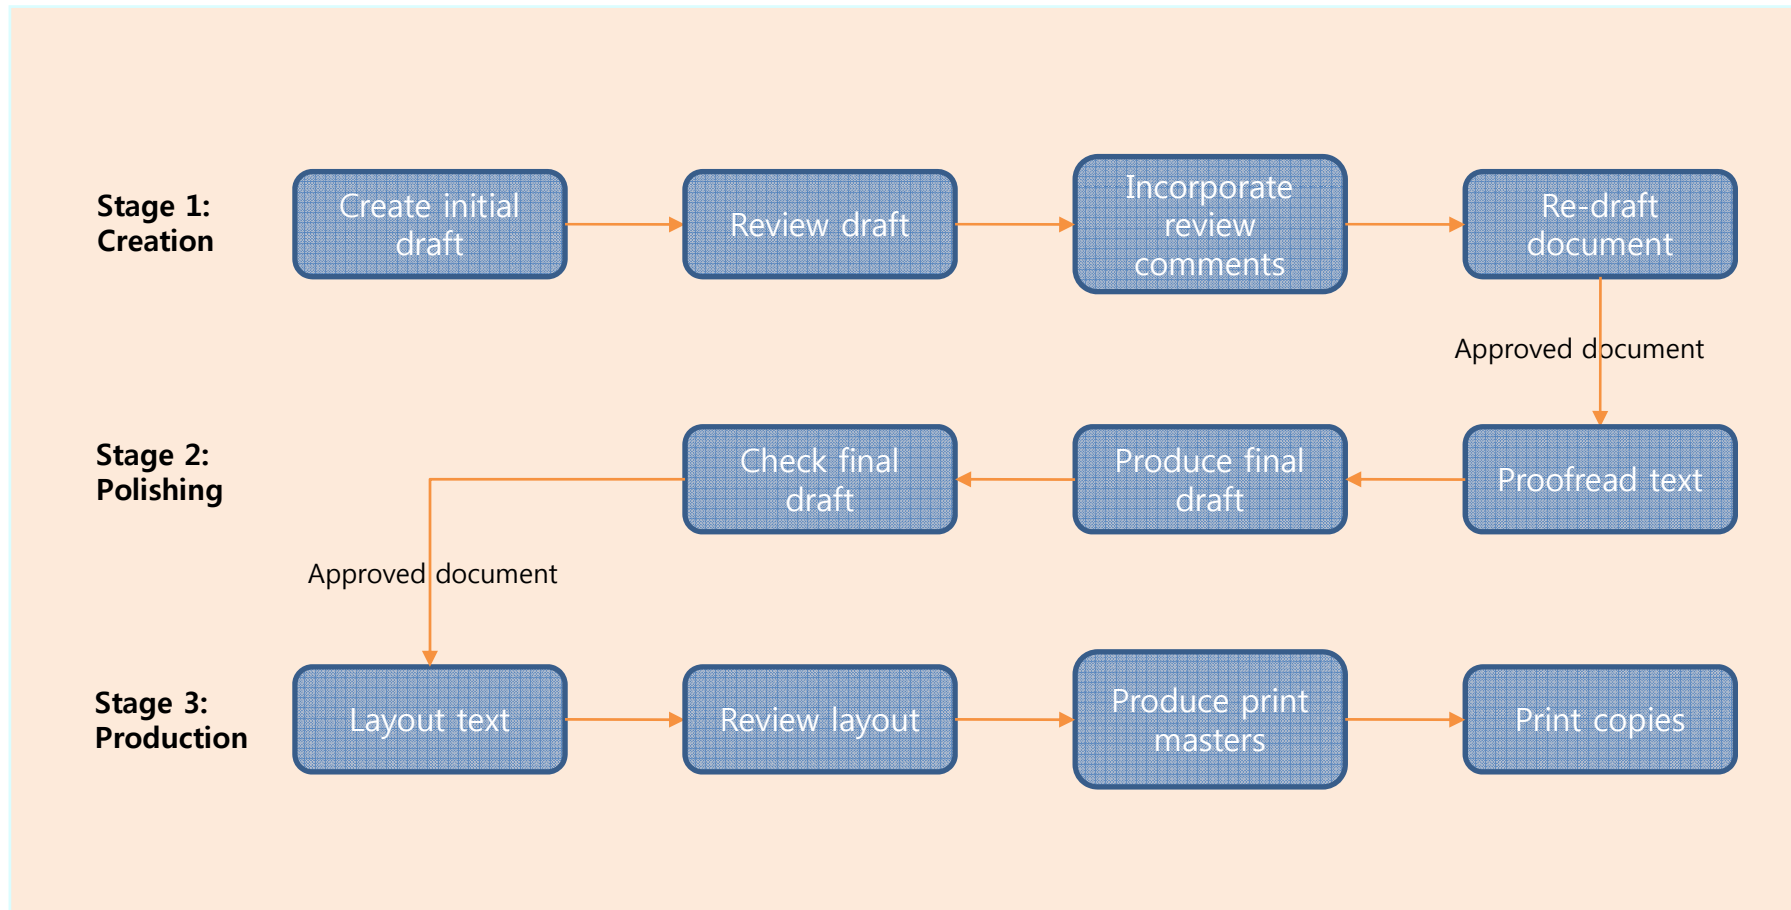 Stage 1:
Creation
Create initial
draft
Review draft
Incorporate
review
comments
Re-draft
document
Approved document
Stage 2:
Polishing
Check final
draft
Produce final
draft
Proofread text
Approved document
Stage 3:
Production
Layout text
Review layout
Produce print
masters
Print copies